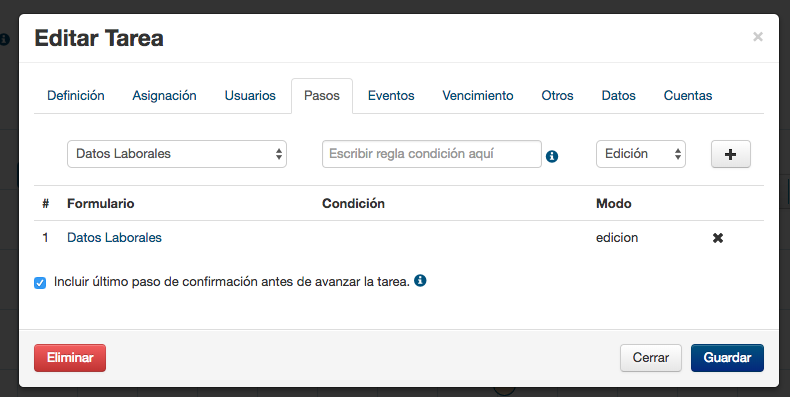 Editar Tarea ×
Definición Asignación Usuarios Pasos Eventos Vencimiento Otros Datos Cuentas
Datos Laborales Escribir regla condición aquí Edición +
# Formulario Condición Modo
1 Datos Laborales edicion ✖
Incluir último paso de confirmación antes de avanzar la tarea.
Eliminar Cerrar Guardar